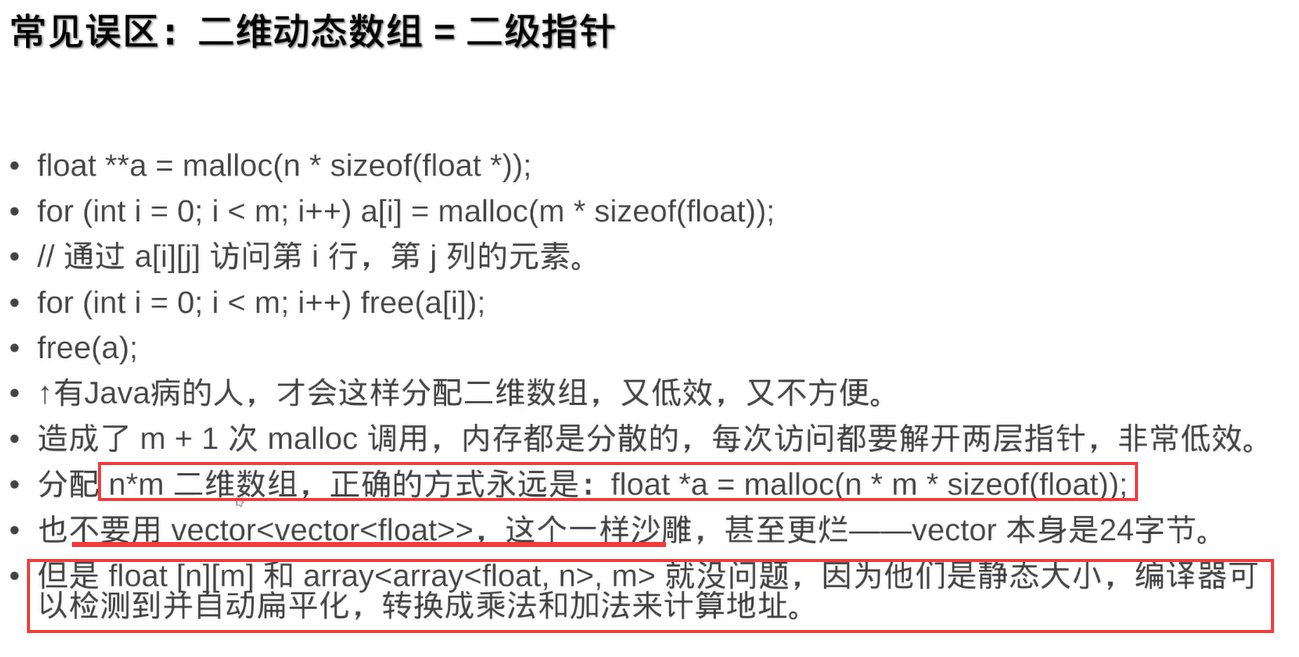 常见误区：二维动态数组 = 二级指针
• float **a = malloc(n * sizeof(float *));
• for (int i = 0; i < m; i++) a[i] = malloc(m * sizeof(float));
• // 通过 a[i][j] 访问第 i 行，第 j 列的元素。
• for (int i = 0; i < m; i++) free(a[i]);
• free(a);
• ↑有Java病的人，才会这样分配二维数组，又低效，又不方便。
• 造成了 m + 1 次 malloc 调用，内存都是分散的，每次访问都要解开两层指针，非常低效。
• 分配 n*m 二维数组，正确的方式永远是：float *a = malloc(n * m * sizeof(float));
• 也不要用 vector<vector<float>>，这个一样沙雕，甚至更烂——vector 本身是24字节。
• 但是 float [n][m] 和 array<array<float, n>, m> 就没问题，因为他们是静态大小，编译器可
以检测到并自动扁平化，转换成乘法和加法来计算地址。